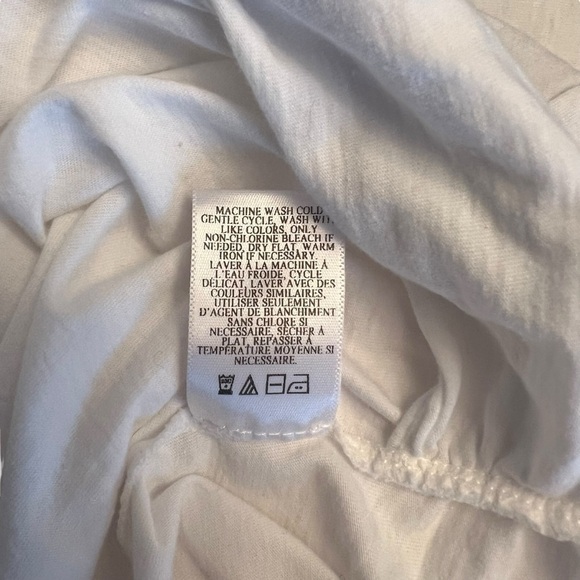 MACHINE WASH COLD
GENTLE CYCLE, WASH WITH
LIKE COLORS, ONLY
NON-CHLORINE BLEACH IF
NEEDED, DRY FLAT, WARM
IRON IF NECESSARY.
LAVER À LA MACHINE À
L'EAU FROIDE, CYCLE
DÉLICAT, LAVER AVEC DES
COULEURS SIMILAIRES,
UTILISER SEULEMENT
D'AGENT DE BLANCHIMENT
SANS CHLORE SI
NÉCESSAIRE, SÉCHER À
PLAT, REPASSER À
TEMPÉRATURE MOYENNE SI
NECESSAIRE.